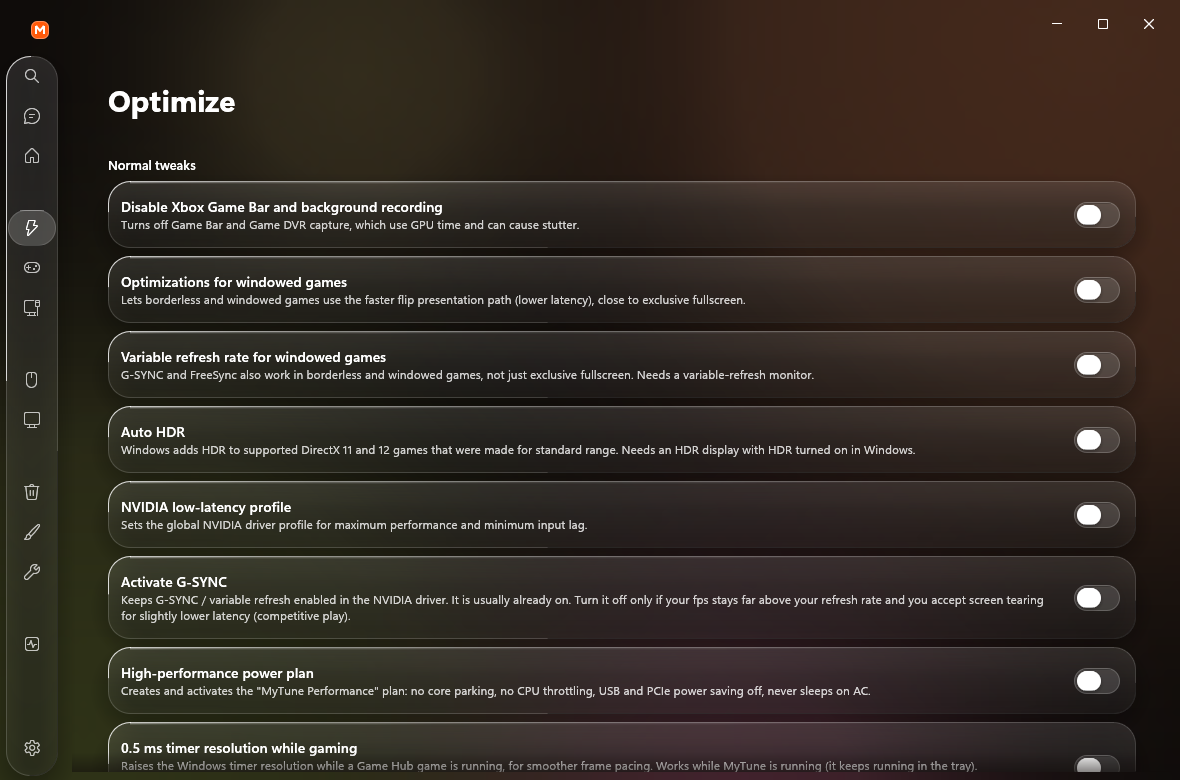 M
Optimize
Normal tweaks
Disable Xbox Game Bar and background recording
Turns off Game Bar and Game DVR capture, which use GPU time and can cause stutter.
Optimizations for windowed games
Lets borderless and windowed games use the faster flip presentation path (lower latency), close to exclusive fullscreen.
Variable refresh rate for windowed games
G-SYNC and FreeSync also work in borderless and windowed games, not just exclusive fullscreen. Needs a variable-refresh monitor.
Auto HDR
Windows adds HDR to supported DirectX 11 and 12 games that were made for standard range. Needs an HDR display with HDR turned on in Windows.
NVIDIA low-latency profile
Sets the global NVIDIA driver profile for maximum performance and minimum input lag.
Activate G-SYNC
Keeps G-SYNC / variable refresh enabled in the NVIDIA driver. It is usually already on. Turn it off only if your fps stays far above your refresh rate and you accept screen tearing
for slightly lower latency (competitive play).
High-performance power plan
Creates and activates the "MyTune Performance" plan: no core parking, no CPU throttling, USB and PCIe power saving off, never sleeps on AC.
0.5 ms timer resolution while gaming
Raises the Windows timer resolution while a Game Hub game is running, for smoother frame pacing. Works while MyTune is running (it keeps running in the tray).